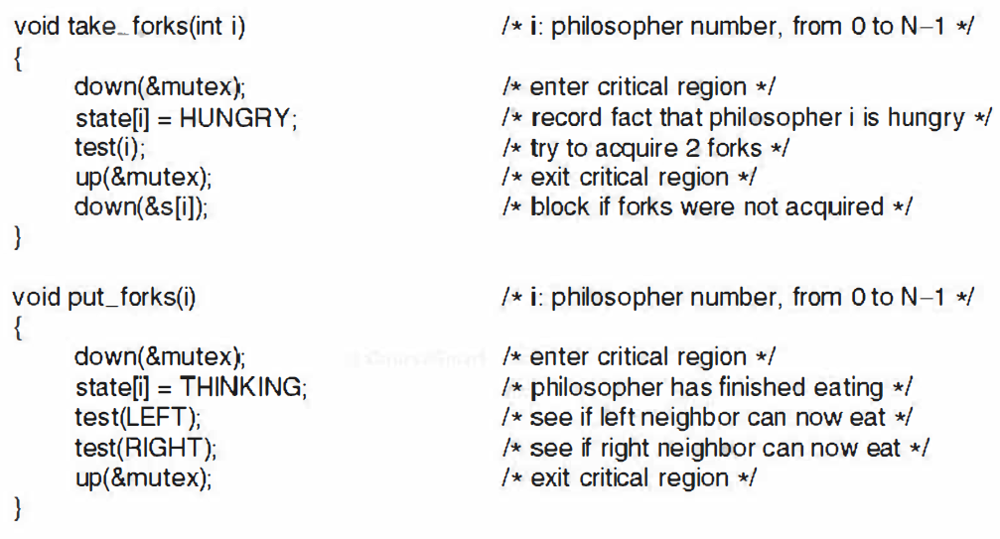 void take_forks(int i) /* i: philosopher number, from 0 to N−1 */
{
down(&mutex); /* enter critical region */
state[i] = HUNGRY; /* record fact that philosopher i is hungry */
test(i); /* try to acquire 2 forks */
up(&mutex); /* exit critical region */
down(&s[i]); /* block if forks were not acquired */
}
void put_forks(i) /* i: philosopher number, from 0 to N−1 */
{
down(&mutex); /* enter critical region */
state[i] = THINKING; /* philosopher has finished eating */
test(LEFT); /* see if left neighbor can now eat */
test(RIGHT); /* see if right neighbor can now eat */
up(&mutex); /* exit critical region */
}